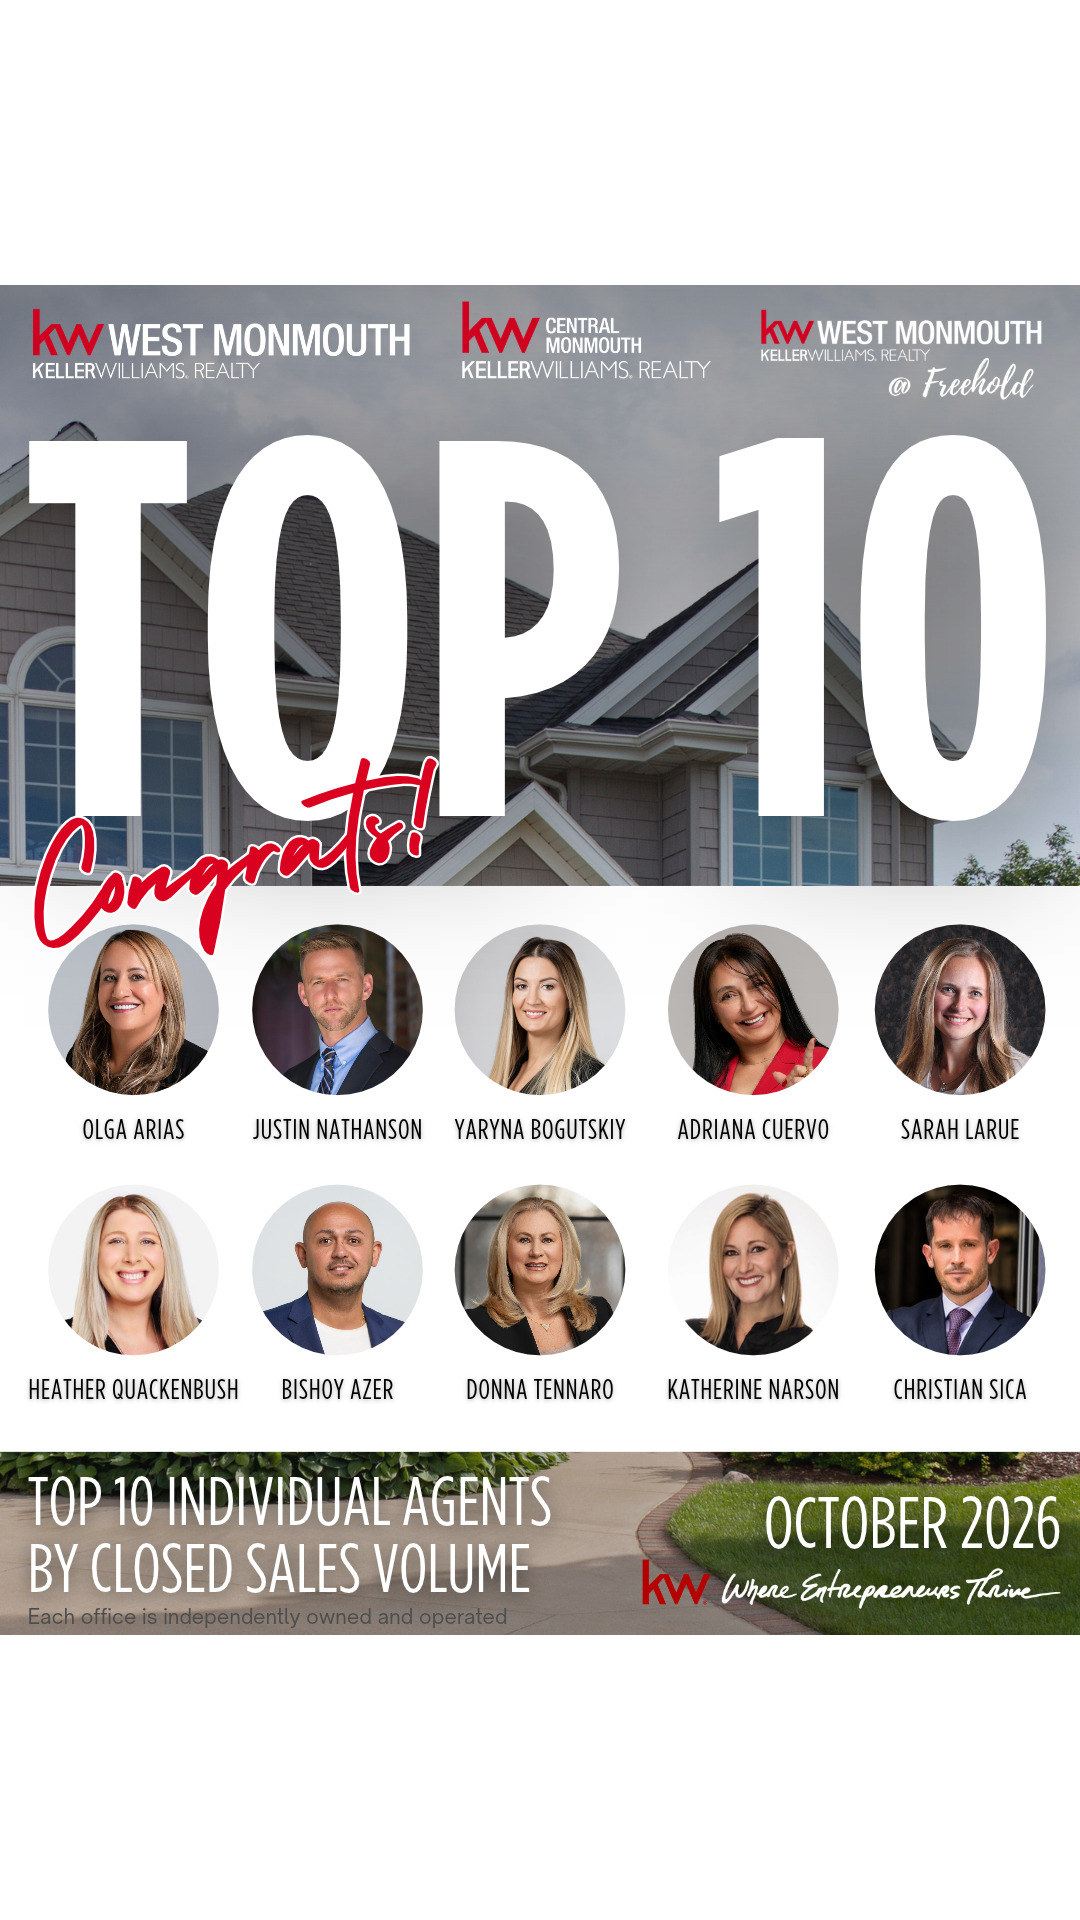 kw WEST MONMOUTH
KELLERWILLIAMS. REALTY
kw CENTRAL
MONMOUTH
KELLERWILLIAMS. REALTY
kw WEST MONMOUTH
KELLERWILLIAMS. REALTY
@ Freehold
TOP 10
Congrats!
OLGA ARIAS
JUSTIN NATHANSON
YARYNA BOGUTSKIY
ADRIANA CUERVO
SARAH LARUE
HEATHER QUACKENBUSH
BISHOY AZER
DONNA TENNARO
KATHERINE NARSON
CHRISTIAN SICA
TOP 10 INDIVIDUAL AGENTS
BY CLOSED SALES VOLUME
Each office is independently owned and operated
OCTOBER 2026
kw Where Entrepreneurs Thrive